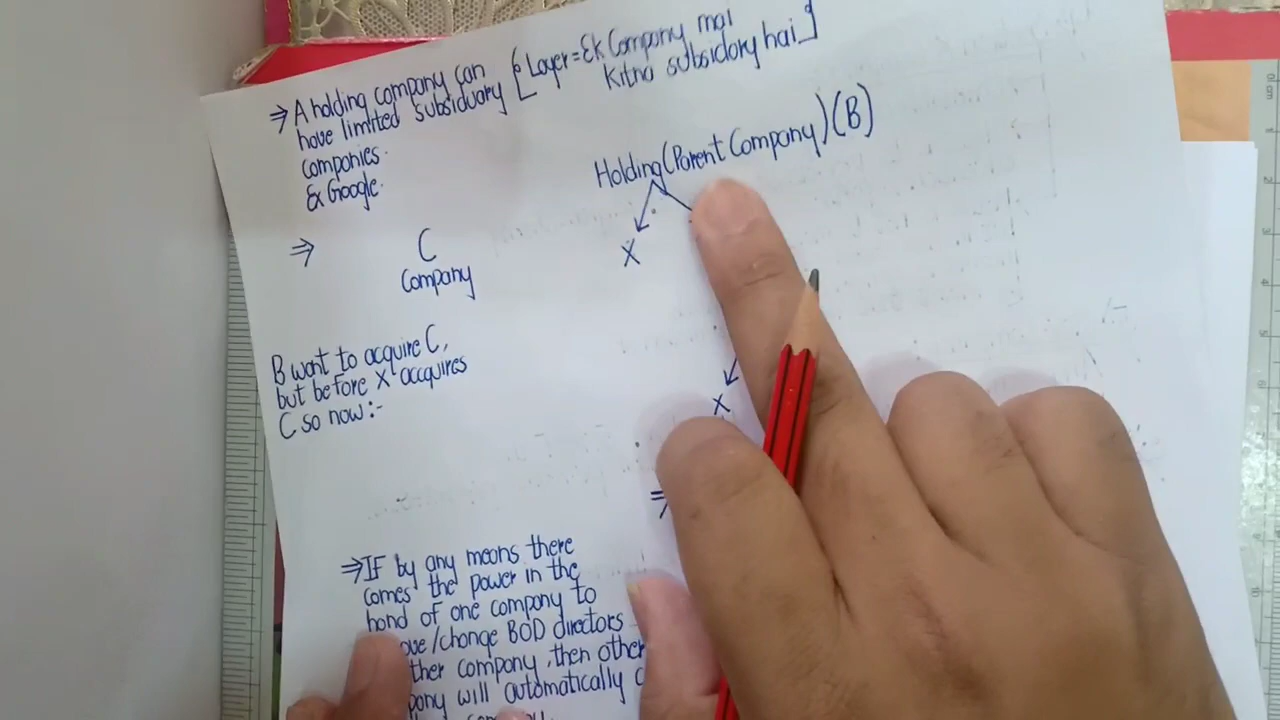 ⇒ A holding company can
have limited subsiduary
companies.
Ex Google.
[Layer = Ek Company mai
kitna subsidory hai]
Holding (Parent Company) (B)
X
⇒ C
Company
B want to acquire C,
but before X acquires
C so now :-
X
⇒ IF by any means there
comes the power in the
hand of one company to
/change BOD directors
company, then other
will automatically